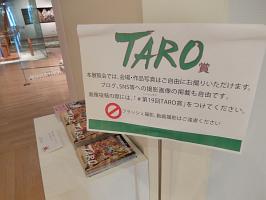 TARO賞
本展覧会では、会場・作品写真はご自由にお撮りいただけます。
ブログ、SNS等への撮影画像の掲載も自由です。
画像投稿の際には、「#第19回TARO賞」をつけてください。
フラッシュ撮影、動画撮影はご遠慮ください
TARO
TARO